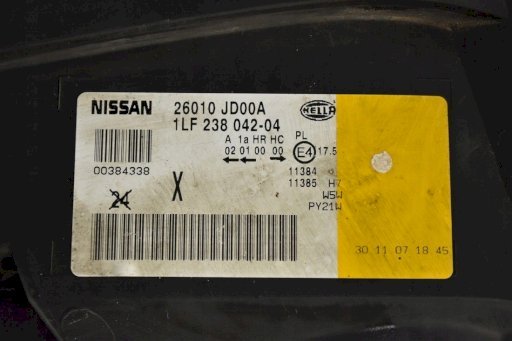 NISSAN 26010 JD00A
1LF 238 042-04
HELLA
A 1a HR HC PL
02 01 00 00 E4 17.5
00384338
11384
11385 H7
W5W
PY21W
24 X
30 11 07 18 45